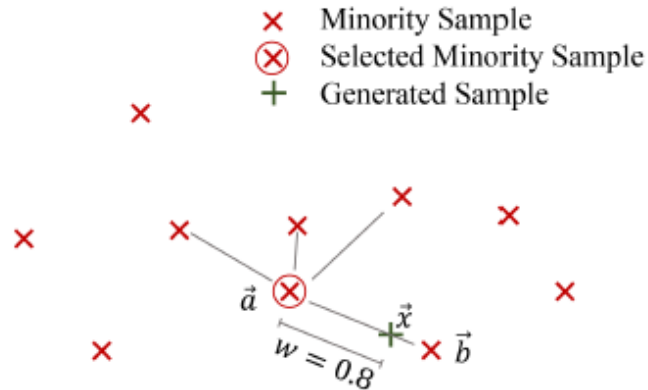 Minority Sample
Selected Minority Sample
Generated Sample
a⃗
x⃗
w = 0.8
b⃗